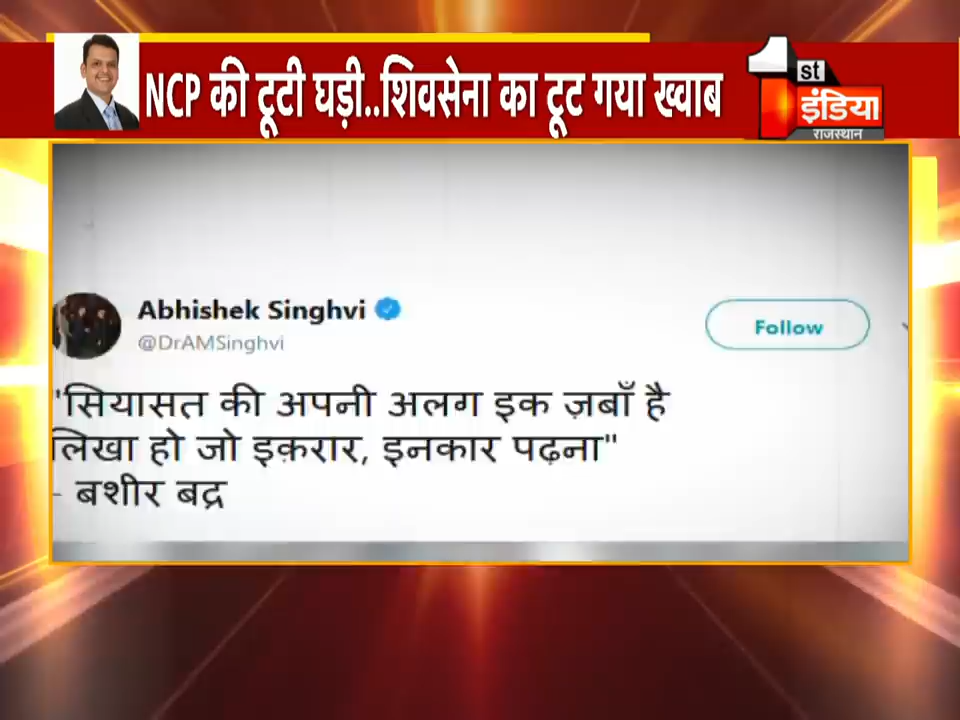 NCP की टूटी घड़ी..शिवसेना का टूट गया ख्वाब
1st
इंडिया
राजस्थान
Abhishek Singhvi
@DrAMSinghvi
Follow
"सियासत की अपनी अलग इक ज़बाँ है
लिखा हो जो इक़रार, इनकार पढ़ना"
- बशीर बद्र